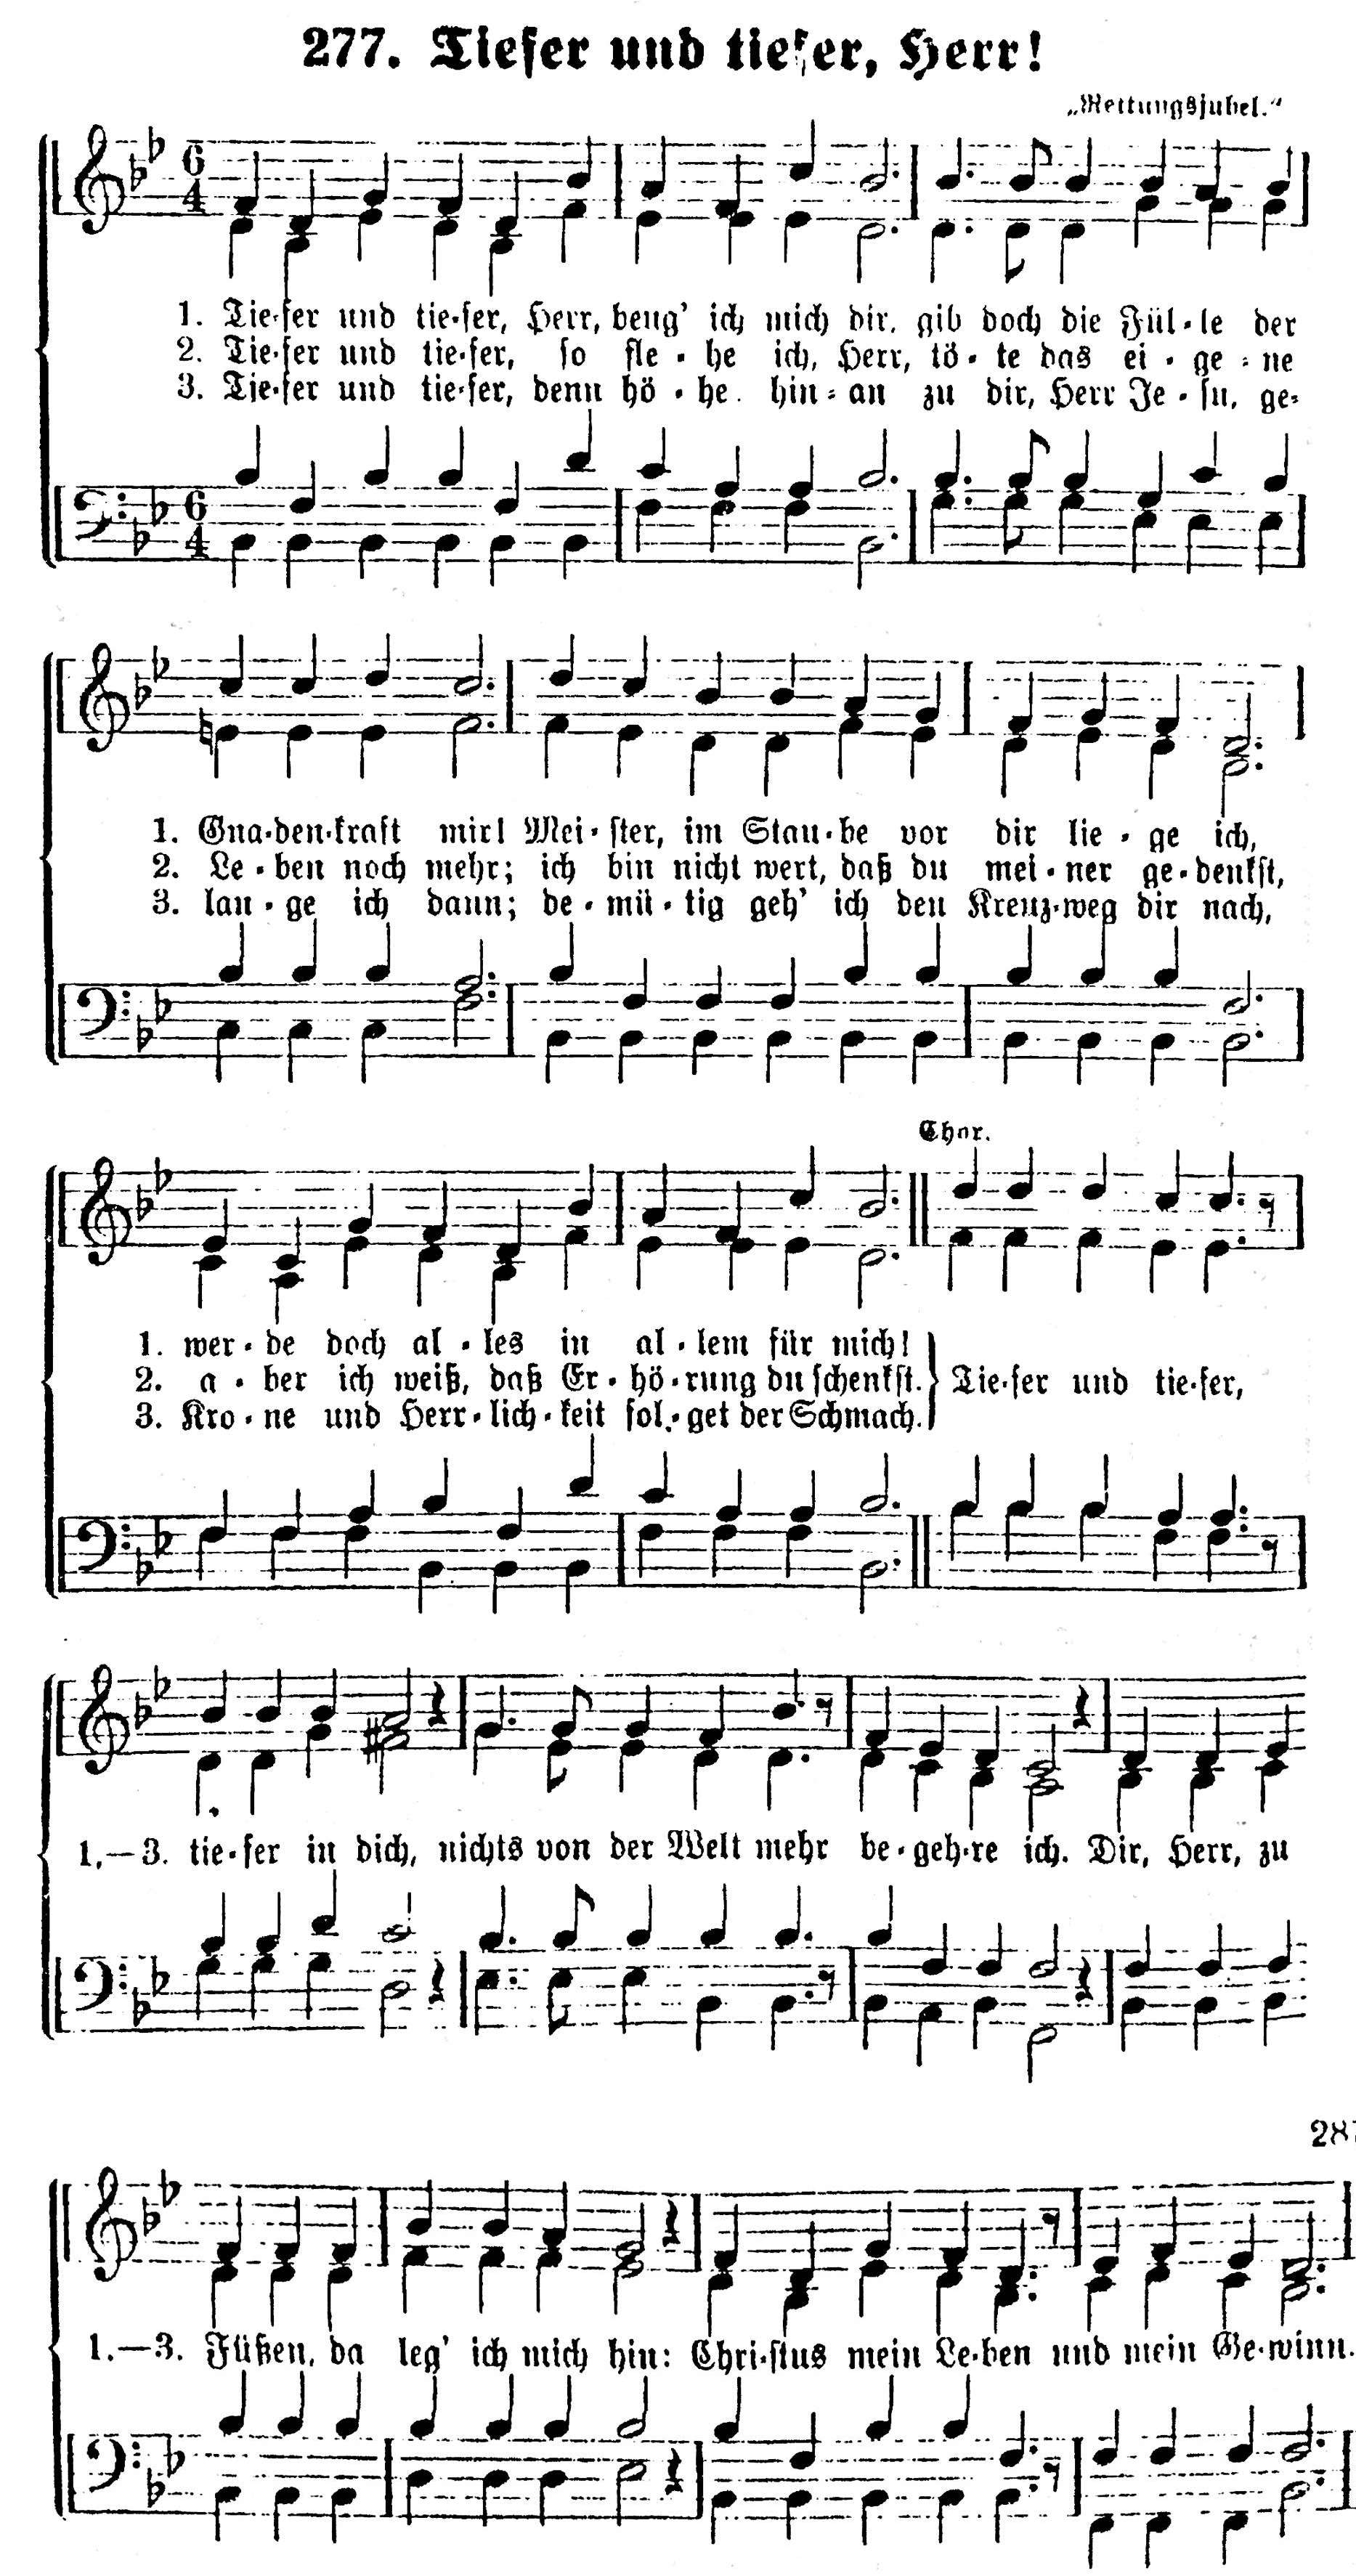 277. Tiefer und tiefer, Herr!
„Rettungsjubel.“
1. Tie-fer und tie-fer, Herr, beug' ich mich dir, gib doch die Fül-le der
2. Tie-fer und tie-fer, so fle-he ich, Herr, tö-te das ei-ge-ne
3. Tie-fer und tie-fer, denn hö-he hin-an zu dir, Herr Je-su, ge-
1. Gna-den-kraft mir! Mei-ster, im Stau-be vor dir lie-ge ich,
2. Le-ben noch mehr; ich bin nicht wert, daß du mei-ner ge-denkst,
3. lan-ge ich dann; de-mü-tig geh' ich den Kreuz-weg dir nach,
Chor.
1. wer-de doch al-les in al-lem für mich!
2. a-ber ich weiß, daß Er-hö-rung du schenkst. Tie-fer und tie-fer,
3. Kro-ne und Herr-lich-keit fol-get der Schmach.
1.—3. tie-fer in dich, nichts von der Welt mehr be-geh-re ich. Dir, Herr, zu
287
1.—3. Füßen, da leg' ich mich hin: Chri-stus mein Le-ben und mein Ge-winn.